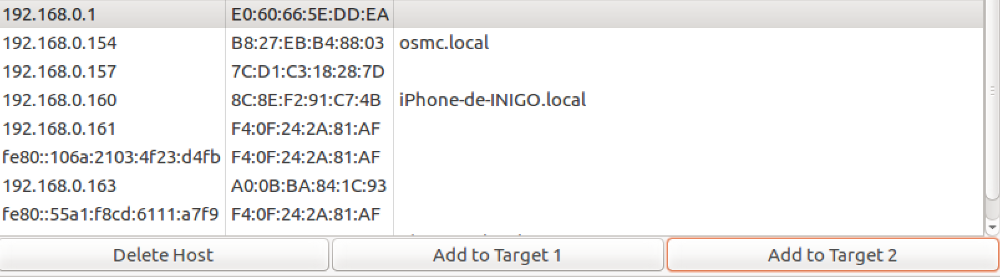 192.168.0.1 E0:60:66:5E:DD:EA
192.168.0.154 B8:27:EB:B4:88:03 osmc.local
192.168.0.157 7C:D1:C3:18:28:7D
192.168.0.160 8C:8E:F2:91:C7:4B iPhone-de-INIGO.local
192.168.0.161 F4:0F:24:2A:81:AF
fe80::106a:2103:4f23:d4fb F4:0F:24:2A:81:AF
192.168.0.163 A0:0B:BA:84:1C:93
fe80::55a1:f8cd:6111:a7f9 F4:0F:24:2A:81:AF
Delete Host Add to Target 1 Add to Target 2